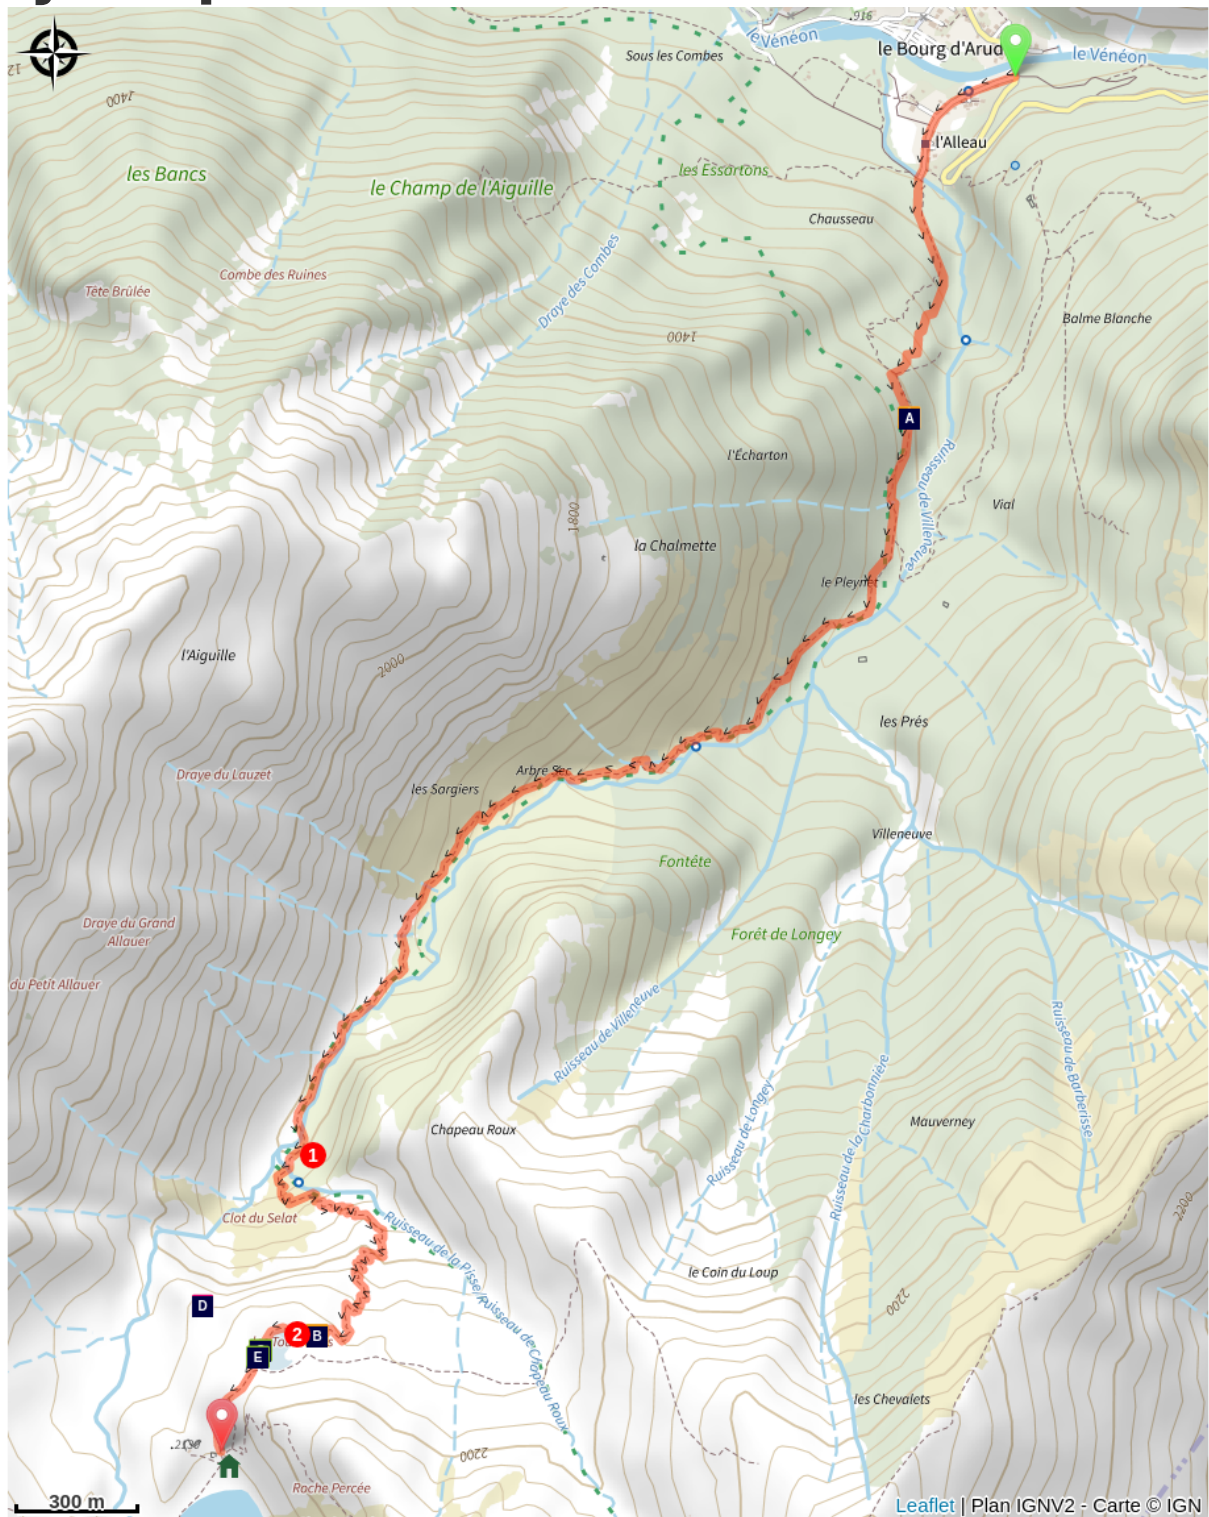 .916
le Vénéon
le Bourg d'Arud
le Vénéon
Sous les Combes
12
1400
l'Alleau
les Bancs
le Champ de l'Aiguille
les Essartons
Chausseau
Combe des Ruines
Draye des Combes
Tête Brûlée
Balme Blanche
1400
A
l'Écharton
Ruisseau de Villeneuve
Vial
1800
la Chalmette
le Pleynet
l'Aiguille
2000
les Prés
Draye du Lauzet
Arbre Sec
les Sargiers
Villeneuve
Fontête
Draye du Grand
Allauer
Forêt de Longey
du Petit Allauer
Ruisseau de Villeneuve
Ruisseau de Barberisse
Ruisseau de Longey
Ruisseau de la Charbonnière
Mauverney
Chapeau Roux
1
2200
Clot du Selat
Ruisseau de la Pisse/Ruisseau de Chapeau Roux
le Coin du Loup
D
2200
2
B
E
les Chevalets
2200
Roche Percée
300 m
Leaflet | Plan IGNV2 - Carte © IGN